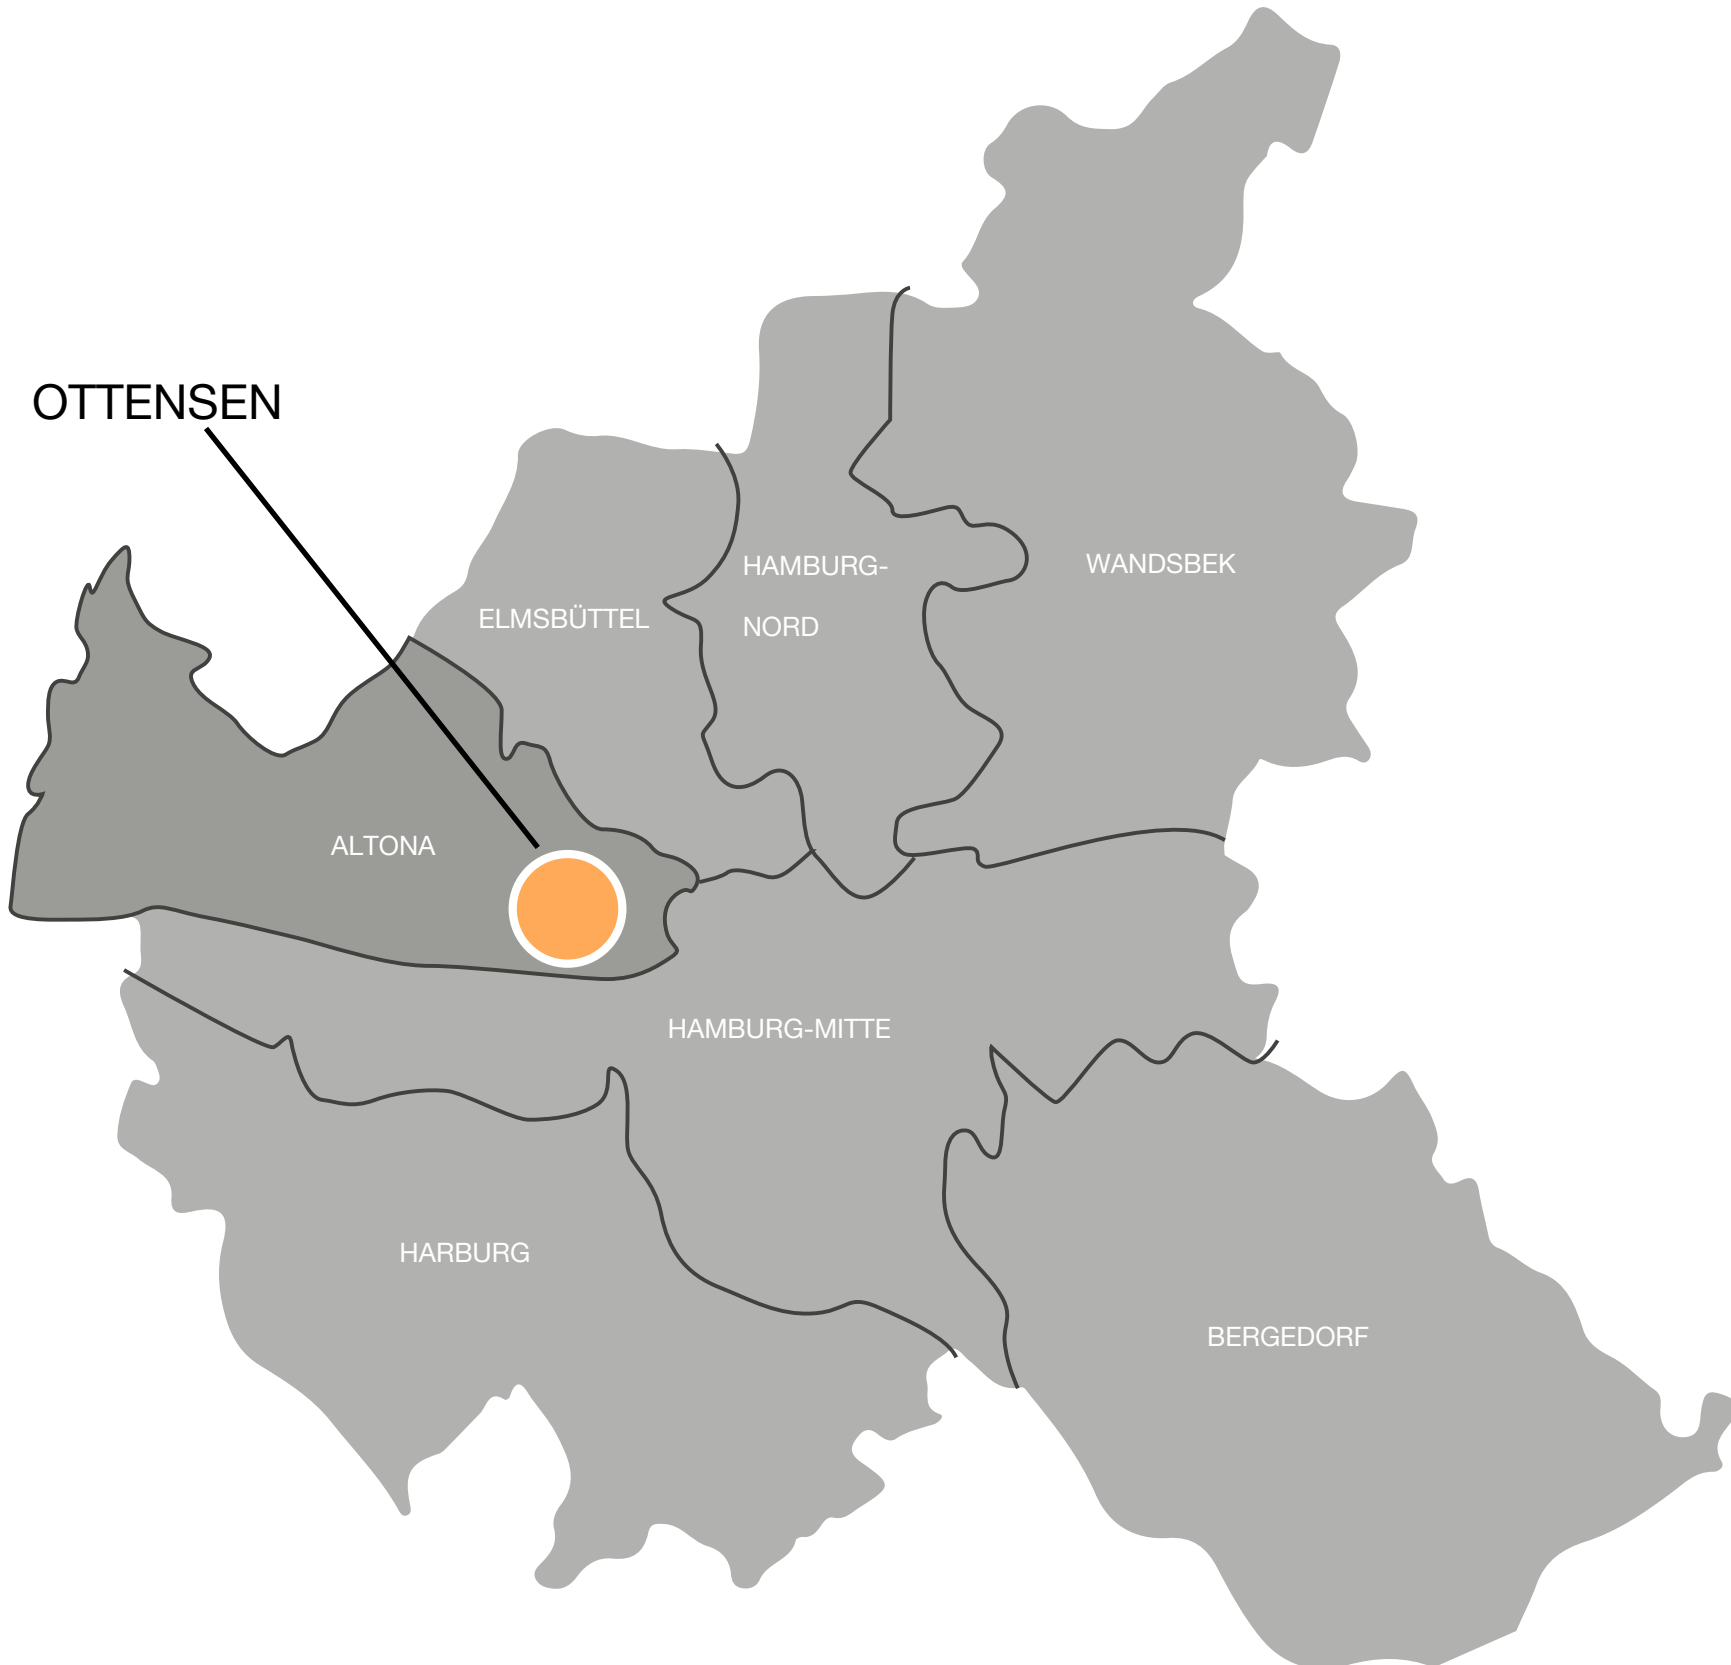 OTTENSEN
HAMBURG-
NORD
WANDSBEK
ELMSBÜTTEL
ALTONA
HAMBURG-MITTE
HARBURG
BERGEDORF